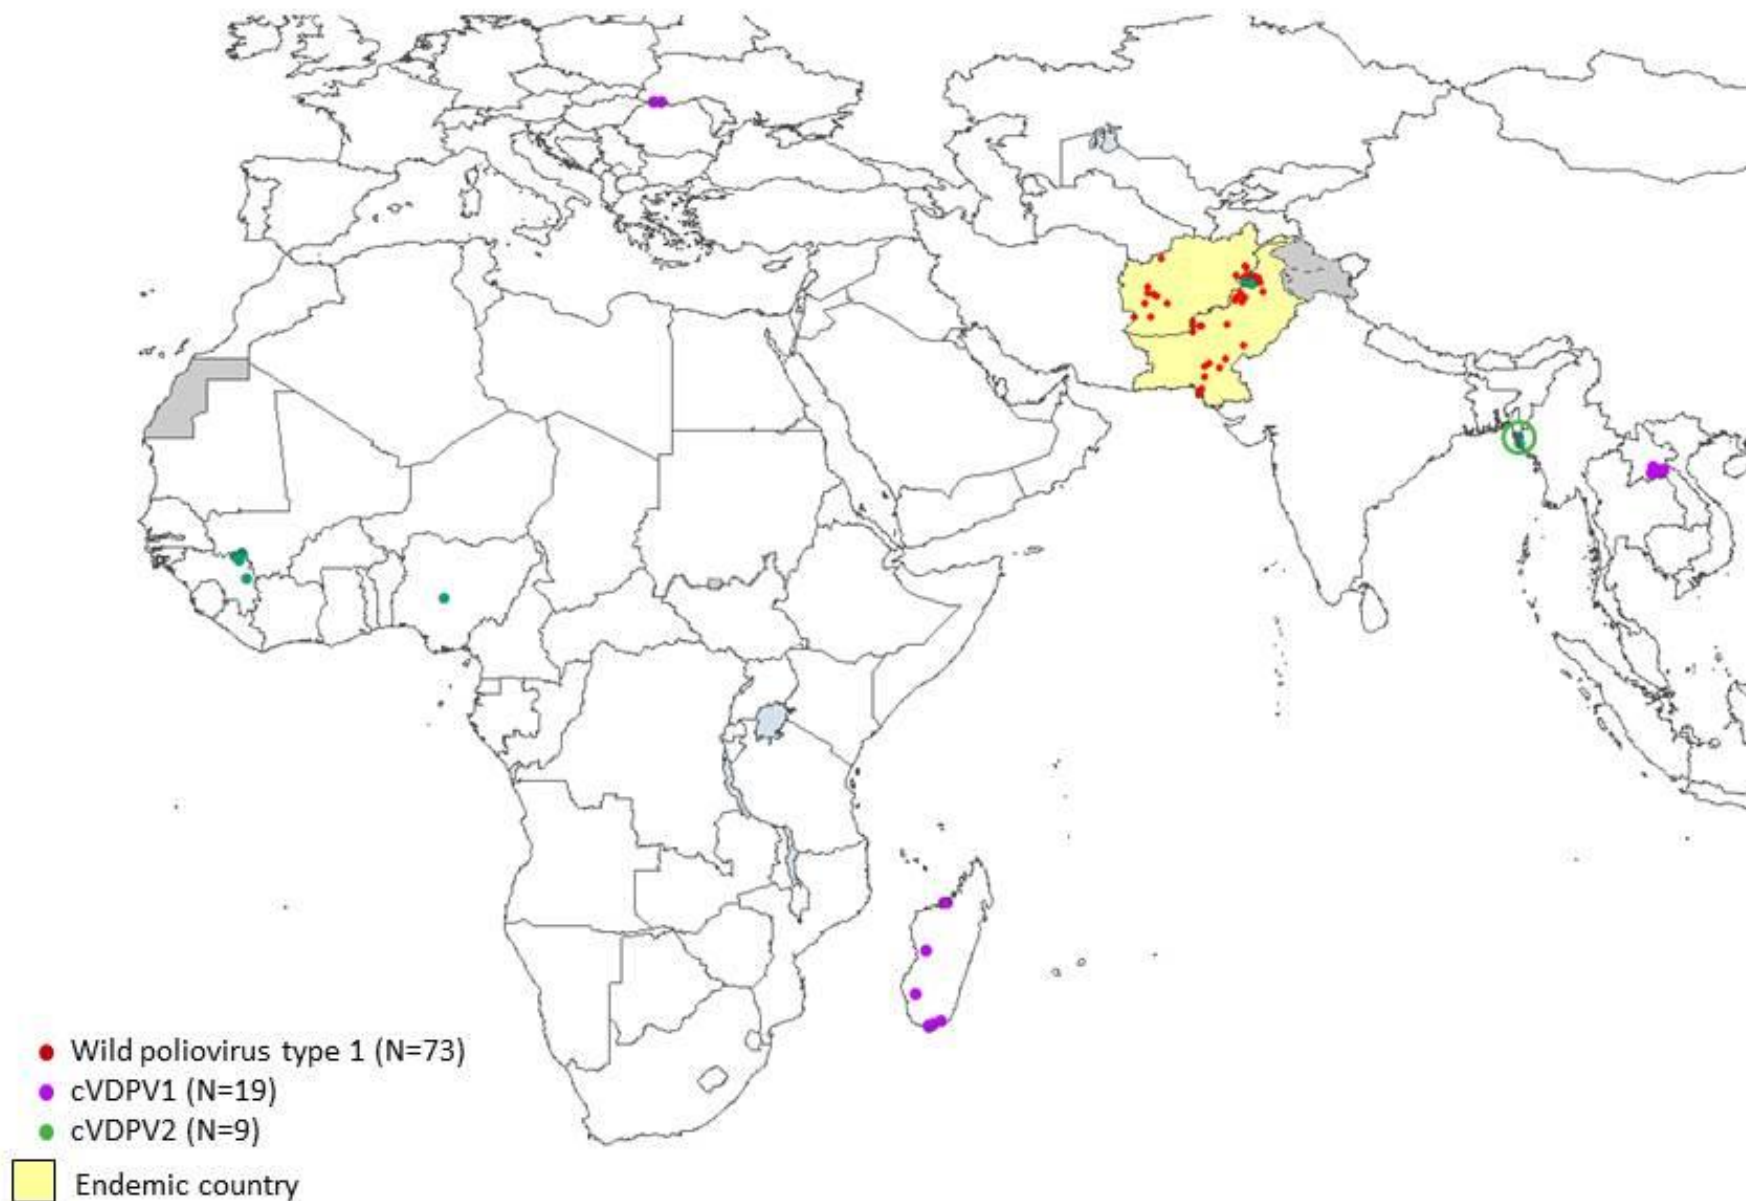 Wild poliovirus type 1 (N=73)
cVDPV1 (N=19)
cVDPV2 (N=9)
Endemic country